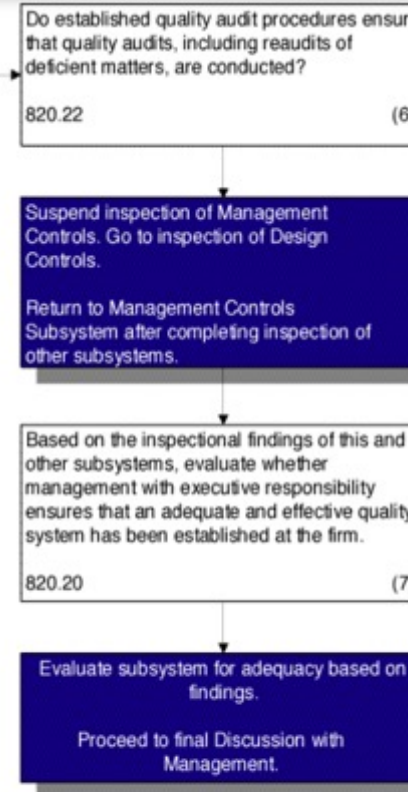 Do established quality audit procedures ensur
that quality audits, including reaudits of
deficient matters, are conducted?
820.22 (6
Suspend inspection of Management
Controls. Go to inspection of Design
Controls.
Return to Management Controls
Subsystem after completing inspection of
other subsystems.
Based on the inspectional findings of this and
other subsystems, evaluate whether
management with executive responsibility
ensures that an adequate and effective quality
system has been established at the firm.
820.20 (7
Evaluate subsystem for adequacy based on
findings.
Proceed to final Discussion with
Management.